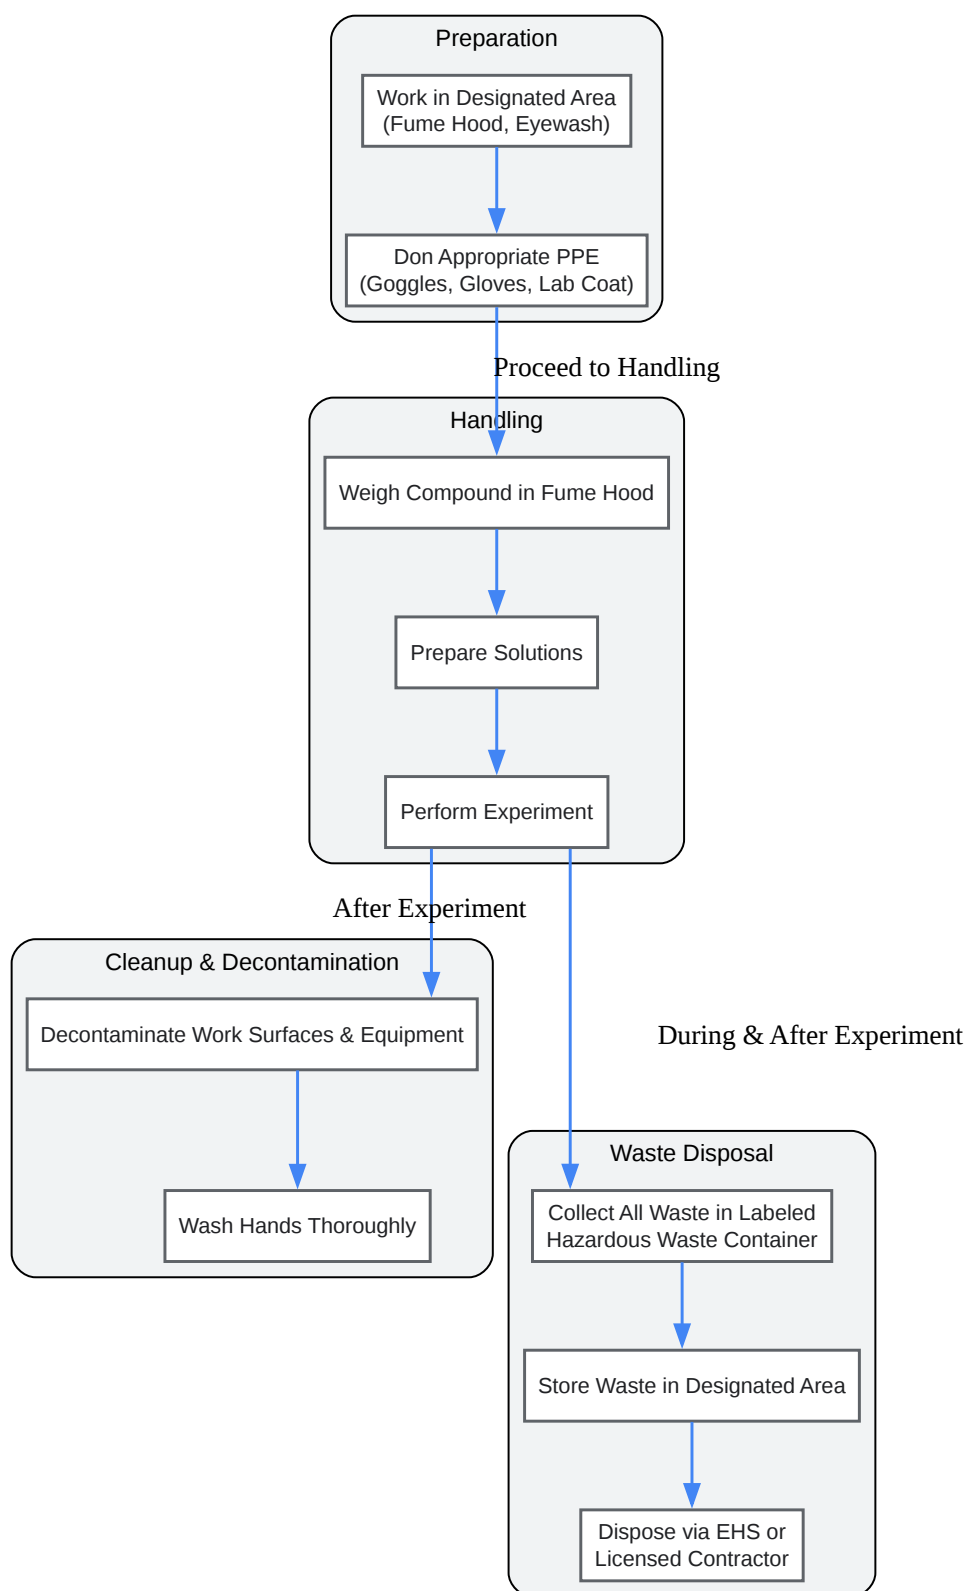 Preparation
Work in Designated Area
(Fume Hood, Eyewash)
Don Appropriate PPE
(Goggles, Gloves, Lab Coat)
Proceed to Handling
Handling
Weigh Compound in Fume Hood
Prepare Solutions
Perform Experiment
After Experiment
Cleanup & Decontamination
Decontaminate Work Surfaces & Equipment
Wash Hands Thoroughly
During & After Experiment
Waste Disposal
Collect All Waste in Labeled
Hazardous Waste Container
Store Waste in Designated Area
Dispose via EHS or
Licensed Contractor